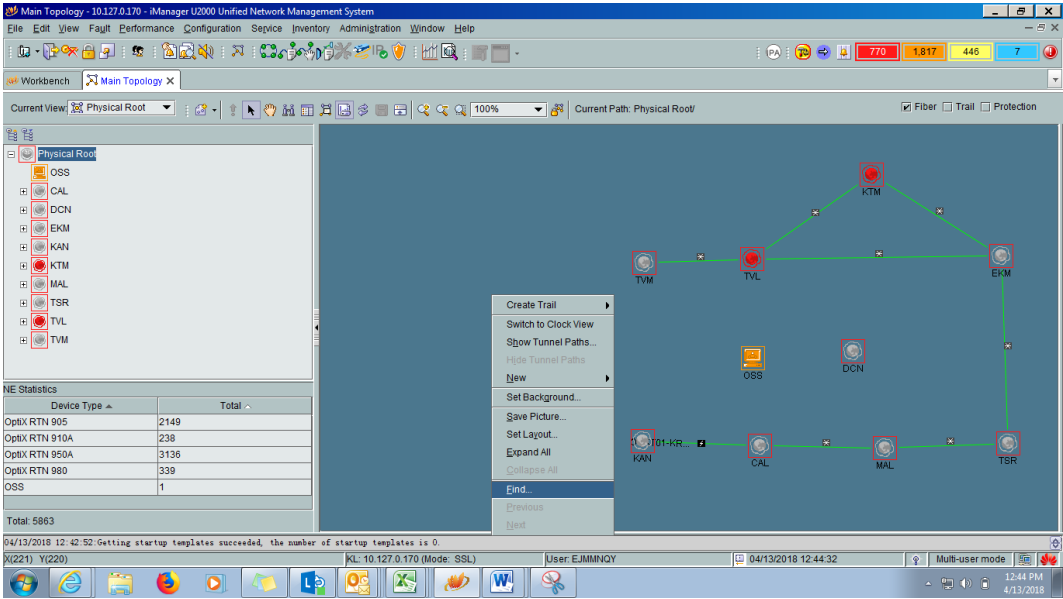 Main Topology - 10.127.0.170 - iManager U2000 Unified Network Management System
File Edit View Fault Performance Configuration Service Inventory Administration Window Help
PA 770 1,817 446 7
Workbench Main Topology
Current View: Physical Root 100% Current Path: Physical Root/ Fiber Trail Protection
Physical Root
OSS
CAL
DCN
EKM
KAN
KTM
MAL
TSR
TVL
TVM
NE Statistics
Device Type Total
OptiX RTN 905 2149
OptiX RTN 910A 238
OptiX RTN 950A 3136
OptiX RTN 980 339
OSS 1
Total: 5863
KTM
TVM
TVL
EKM
OSS
DCN
KAN
CAL
MAL
TSR
Create Trail
Switch to Clock View
Show Tunnel Paths...
Hide Tunnel Paths
New
Set Background...
Save Picture...
Set Layout...
Expand All
Collapse All
Find...
Previous
Next
04/13/2018 12:42:52:Getting startup templates succeeded, the number of startup templates is 0.
X(221) Y(220) KL: 10.127.0.170 (Mode: SSL) User: EJMMNQY 04/13/2018 12:44:32 Multi-user mode
12:44 PM
4/13/2018